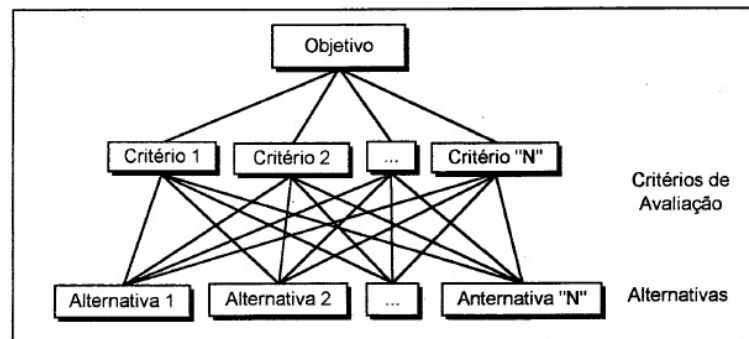 Objetivo
Critério 1
Critério 2
...
Critério "N"
Critérios de
Avaliação
Alternativa 1
Alternativa 2
...
Anternativa "N"
Alternativas